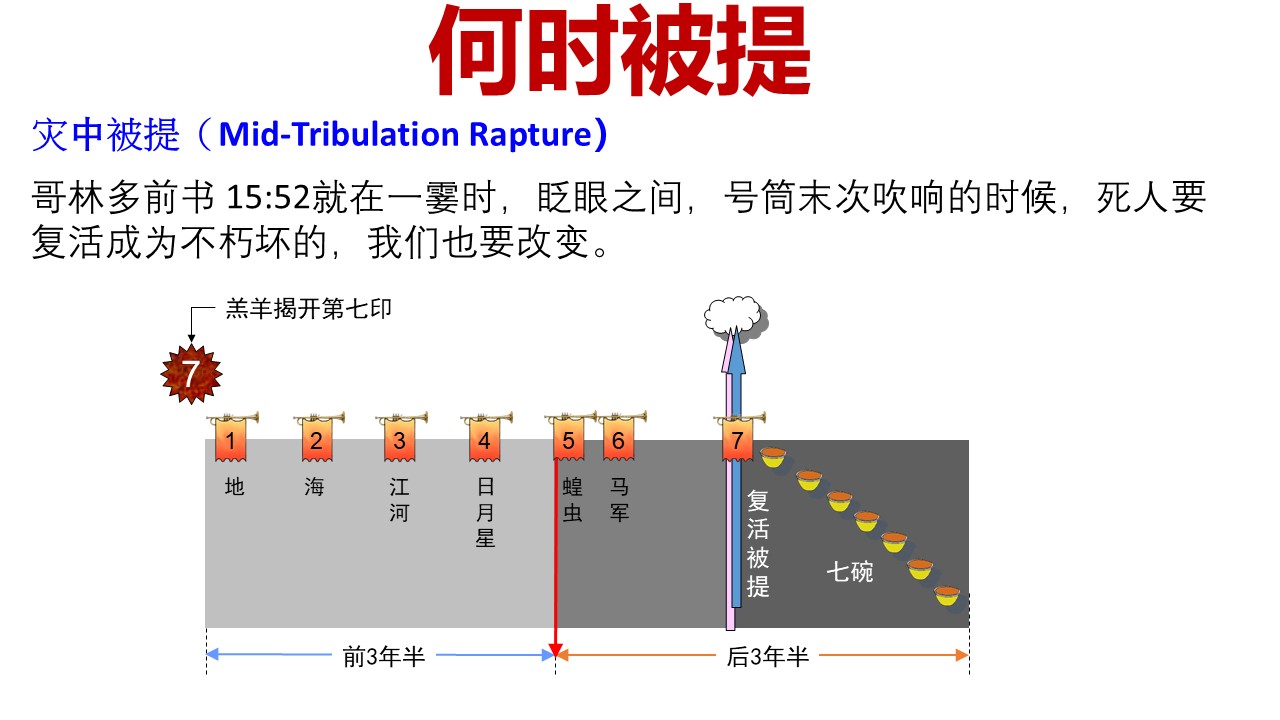 何时被提
灾中被提（Mid-Tribulation Rapture)
哥林多前书 15:52就在一霎时，眨眼之间，号筒末次吹响的时候，死人要
复活成为不朽坏的，我们也要改变。
羔羊揭开第七印
7
1
2
3
4
5
6
7
地
海
江河
日月星
蝗虫
马军
复活被提
七碗
前3年半
后3年半